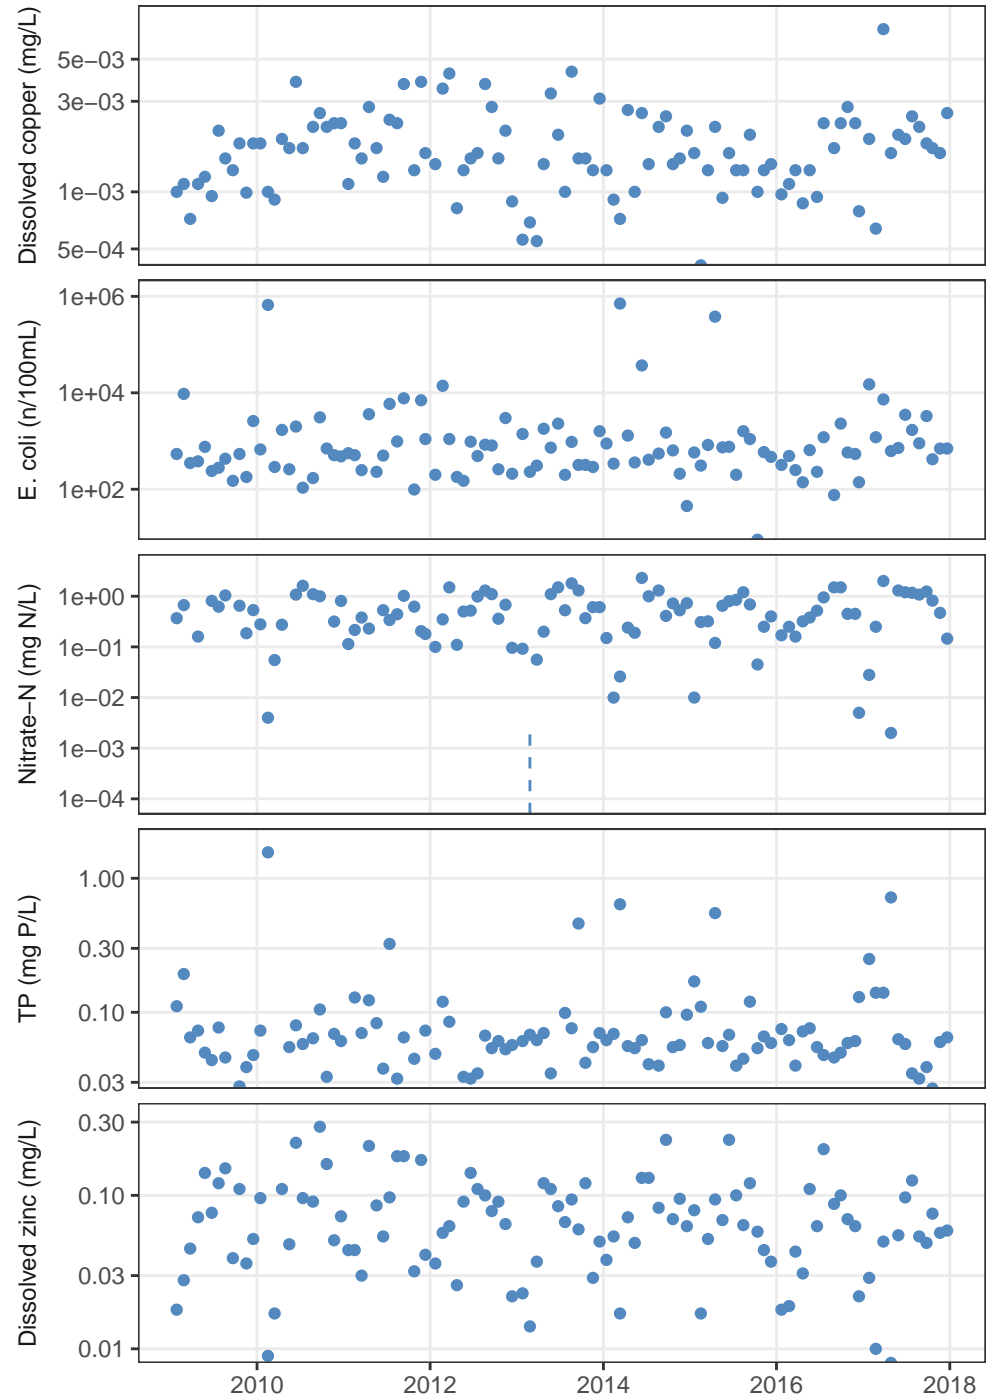 Dissolved copper (mg/L)
5e−03
3e−03
1e−03
5e−04
E. coli (n/100mL)
1e+06
1e+04
1e+02
Nitrate−N (mg N/L)
1e+00
1e−01
1e−02
1e−03
1e−04
TP (mg P/L)
1.00
0.30
0.10
0.03
Dissolved zinc (mg/L)
0.30
0.10
0.03
0.01
2010 2012 2014 2016 2018